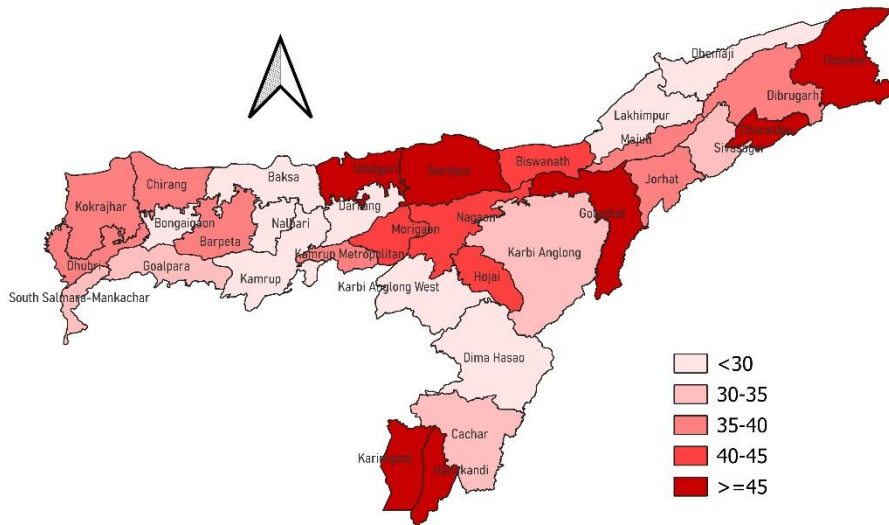 Dhemaji
Tinsukia
Dibrugarh
Lakhimpur
Charaideo
Majuli
Sivasagar
Biswanath
Sonitpur
Udalguri
Baksa
Chirang
Jorhat
Kokrajhar
Darrang
Nagaon
Golaghat
Bongaigaon
Nalbari
Barpeta
Morigaon
Karbi Anglong
Kamrup Metropolitan
Dhubri
Goalpara
Hojai
Kamrup
Karbi Anglong West
South Salmara-Mankachar
Dima Hasao
Cachar
Karimganj
Hailakandi
<30
30-35
35-40
40-45
>=45